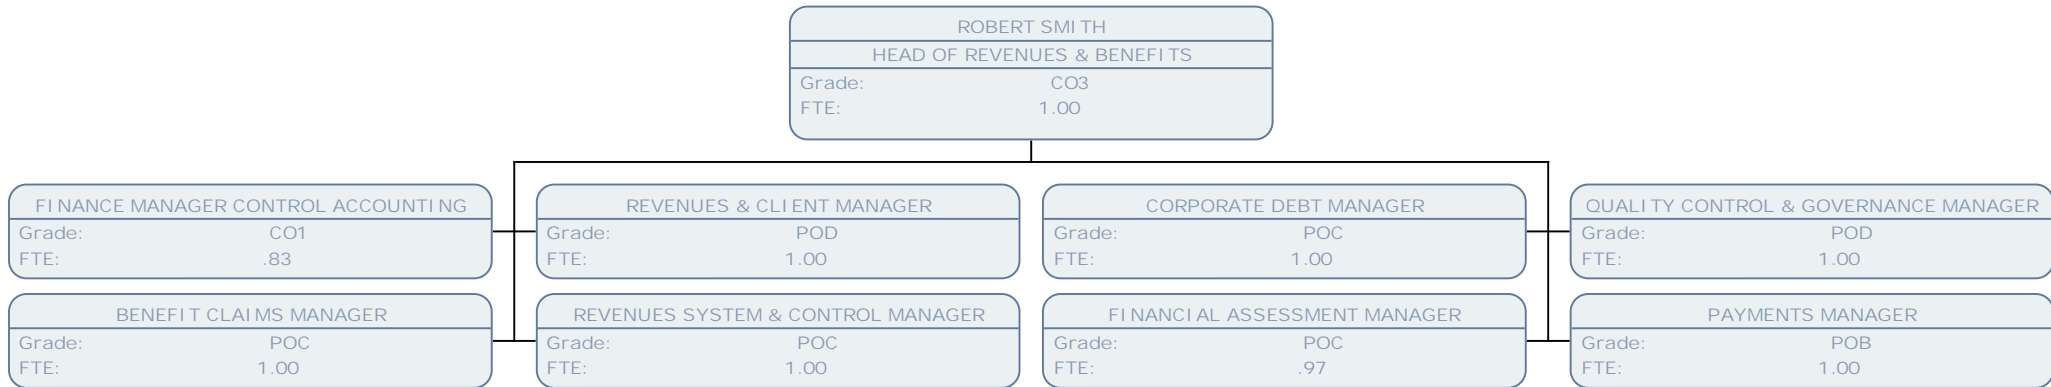 ROBERT SMITH
HEAD OF REVENUES & BENEFITS
Grade: CO3
FTE: 1.00
FINANCE MANAGER CONTROL ACCOUNTING
Grade: CO1
FTE: .83
REVENUES & CLIENT MANAGER
Grade: POD
FTE: 1.00
CORPORATE DEBT MANAGER
Grade: POC
FTE: 1.00
QUALITY CONTROL & GOVERNANCE MANAGER
Grade: POD
FTE: 1.00
BENEFIT CLAIMS MANAGER
Grade: POC
FTE: 1.00
REVENUES SYSTEM & CONTROL MANAGER
Grade: POC
FTE: 1.00
FINANCIAL ASSESSMENT MANAGER
Grade: POC
FTE: .97
PAYMENTS MANAGER
Grade: POB
FTE: 1.00